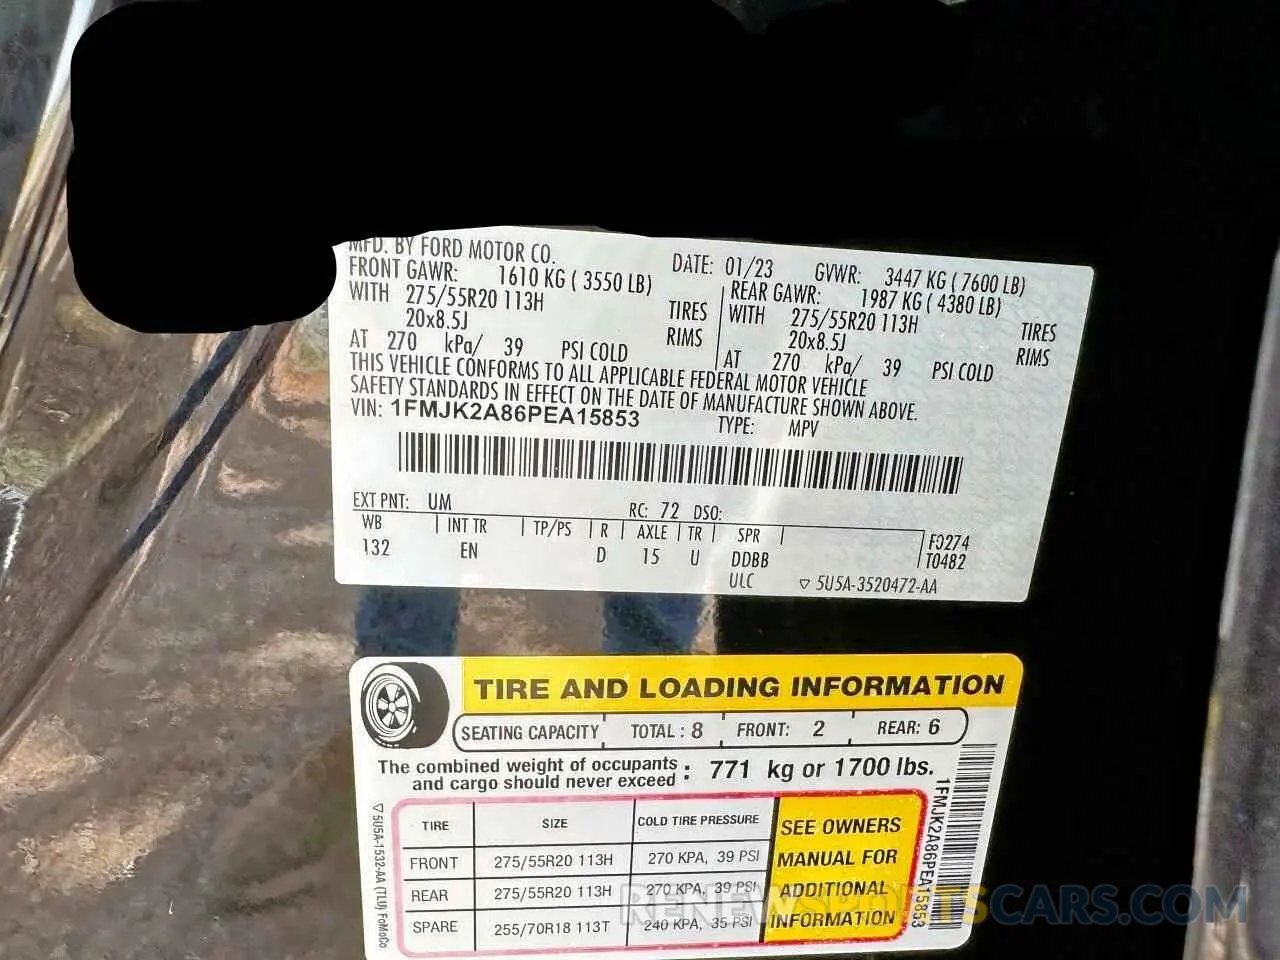 MFD. BY FORD MOTOR CO.
DATE: 01/23 GVWR: 3447 KG ( 7600 LB)
FRONT GAWR: 1610 KG ( 3550 LB) REAR GAWR: 1987 KG ( 4380 LB)
WITH 275/55R20 113H TIRES WITH 275/55R20 113H TIRES
20x8.5J RIMS 20x8.5J RIMS
AT 270 kPa/ 39 PSI COLD AT 270 kPa/ 39 PSI COLD
THIS VEHICLE CONFORMS TO ALL APPLICABLE FEDERAL MOTOR VEHICLE
SAFETY STANDARDS IN EFFECT ON THE DATE OF MANUFACTURE SHOWN ABOVE.
VIN: 1FMJK2A86PEA15853 TYPE: MPV
EXT PNT: UM RC: 72 DSO:
WB INT TR TP/PS R AXLE TR SPR
132 EN D 15 U DDBB
ULC
F0274
T0482
5U5A-3520472-AA
TIRE AND LOADING INFORMATION
SEATING CAPACITY TOTAL : 8 FRONT: 2 REAR: 6
The combined weight of occupants
and cargo should never exceed : 771 kg or 1700 lbs.
TIRE SIZE COLD TIRE PRESSURE
FRONT 275/55R20 113H 270 KPA, 39 PSI
REAR 275/55R20 113H 270 KPA, 39 PSI
SPARE 255/70R18 113T 240 KPA, 35 PSI
SEE OWNERS
MANUAL FOR
ADDITIONAL
INFORMATION
5U5A-1532-AA (TLU) FoMoCo
1FMJK2A86PEA15853
RENEWSPORTSCARS.COM